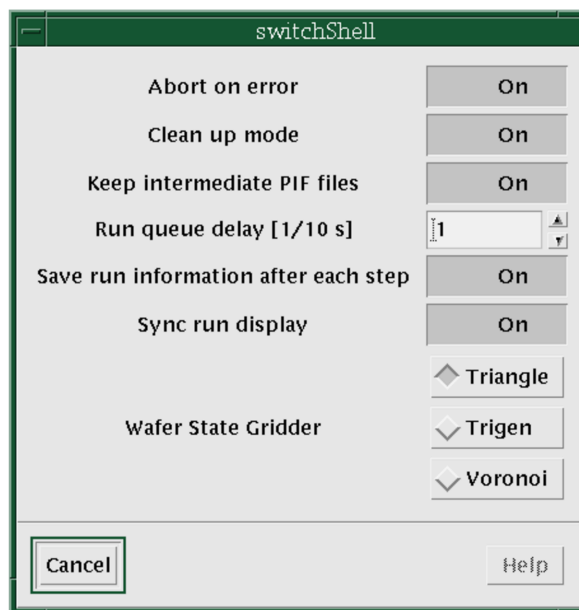 switchShell
Abort on error On
Clean up mode On
Keep intermediate PIF files On
Run queue delay [1/10 s] 1
Save run information after each step On
Sync run display On
Triangle
Wafer State Gridder Trigen
Voronoi
Cancel Help